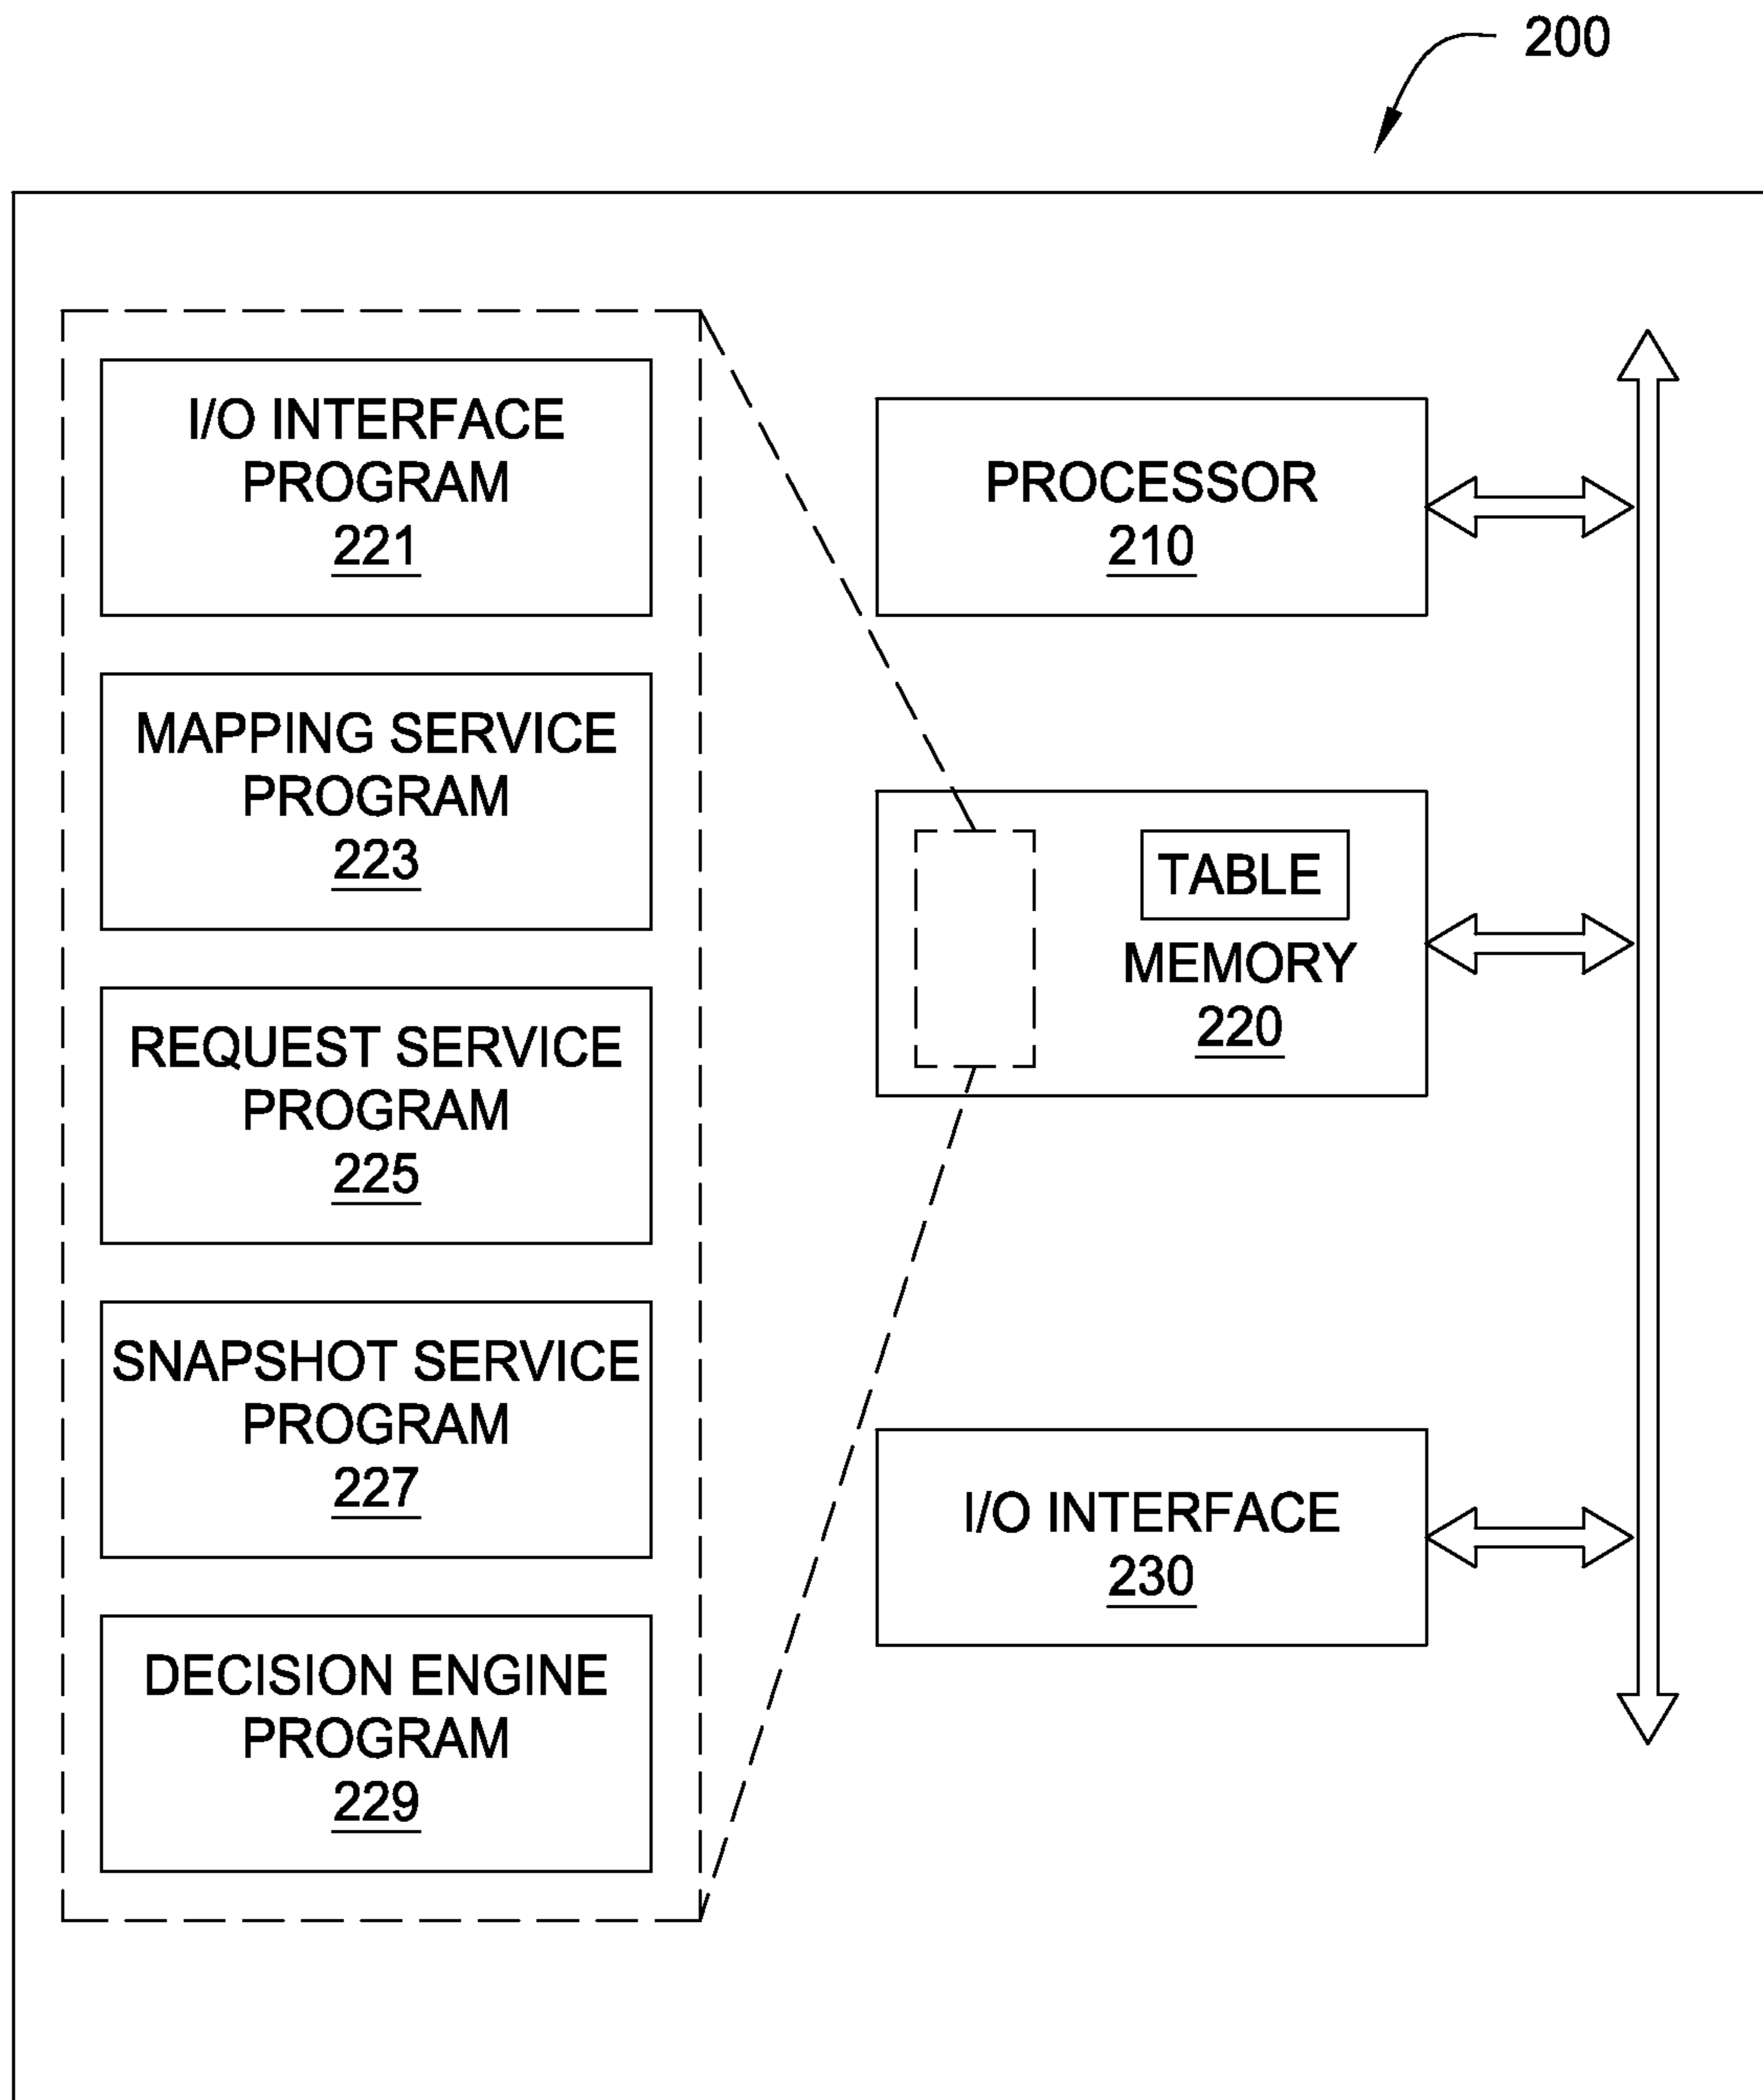 200
I/O INTERFACE
PROGRAM
221
MAPPING SERVICE
PROGRAM
223
REQUEST SERVICE
PROGRAM
225
SNAPSHOT SERVICE
PROGRAM
227
DECISION ENGINE
PROGRAM
229
PROCESSOR
210
TABLE
MEMORY
220
I/O INTERFACE
230